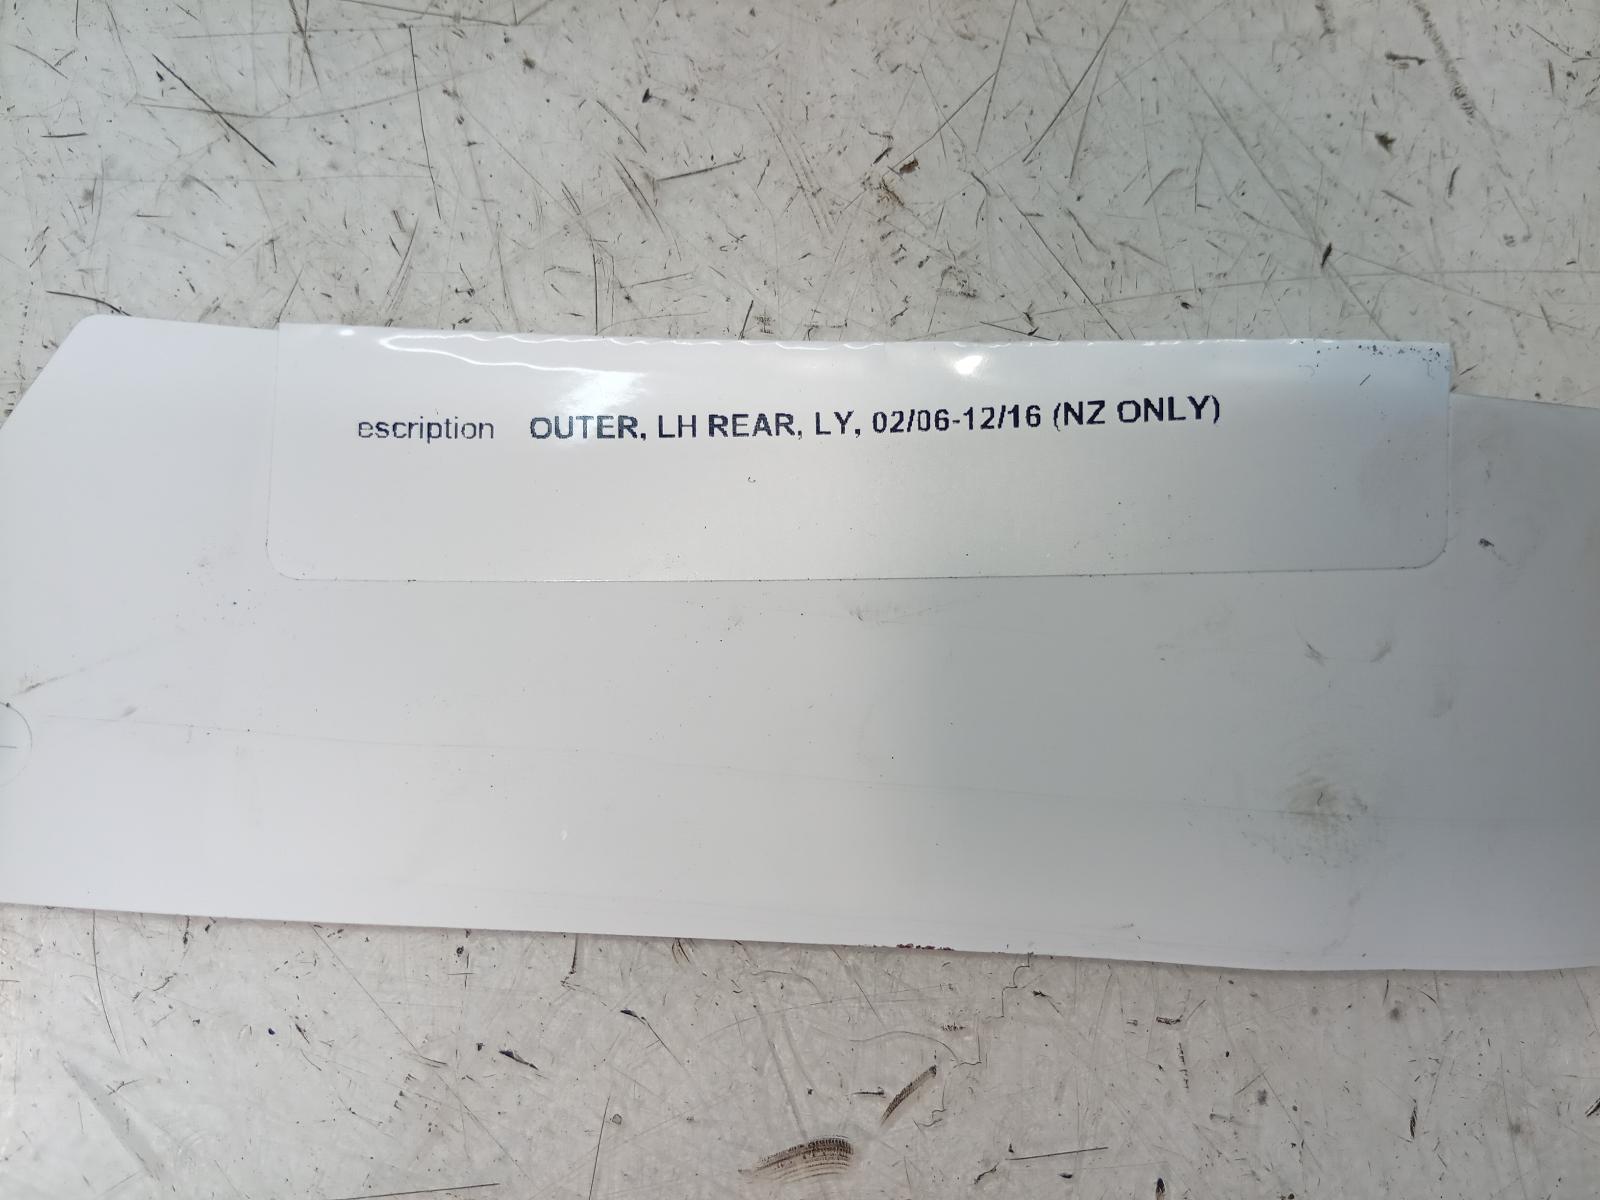 escription OUTER, LH REAR, LY, 02/06-12/16 (NZ ONLY)